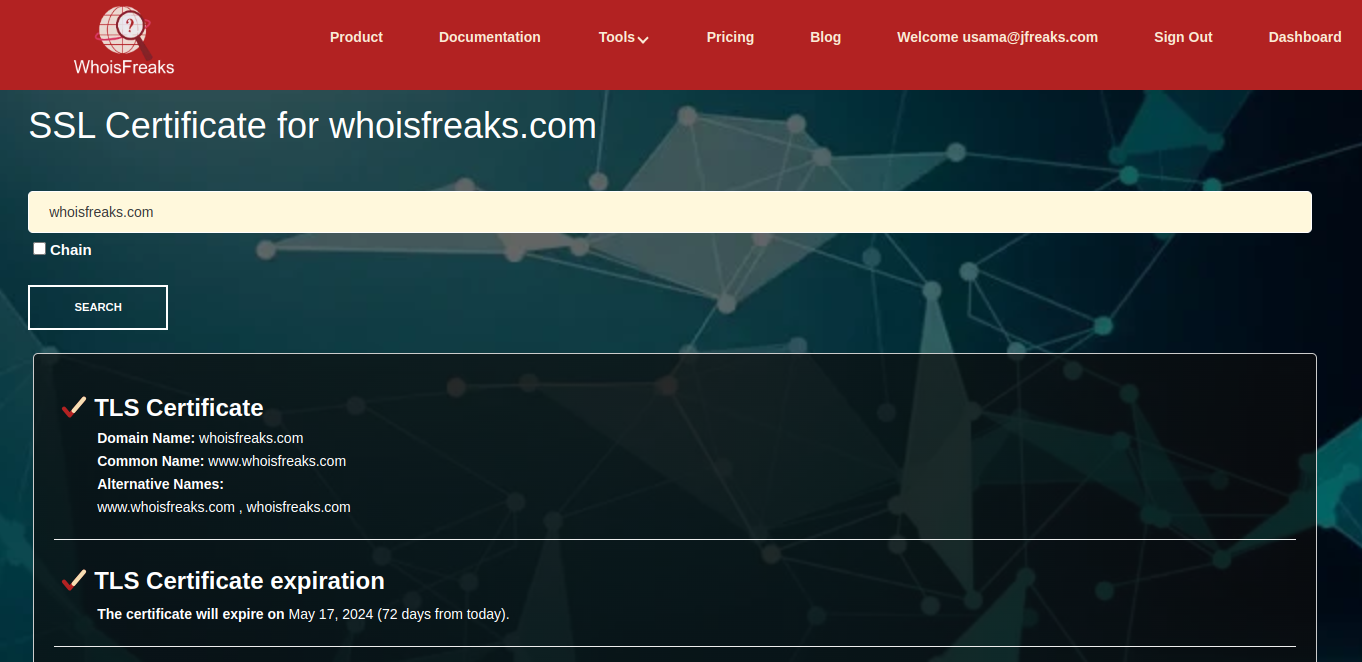 ?
WhoisFreaks
Product Documentation Tools Pricing Blog Welcome usama@jfreaks.com Sign Out Dashboard
SSL Certificate for whoisfreaks.com
whoisfreaks.com
Chain
SEARCH
TLS Certificate
Domain Name: whoisfreaks.com
Common Name: www.whoisfreaks.com
Alternative Names:
www.whoisfreaks.com , whoisfreaks.com
TLS Certificate expiration
The certificate will expire on May 17, 2024 (72 days from today).